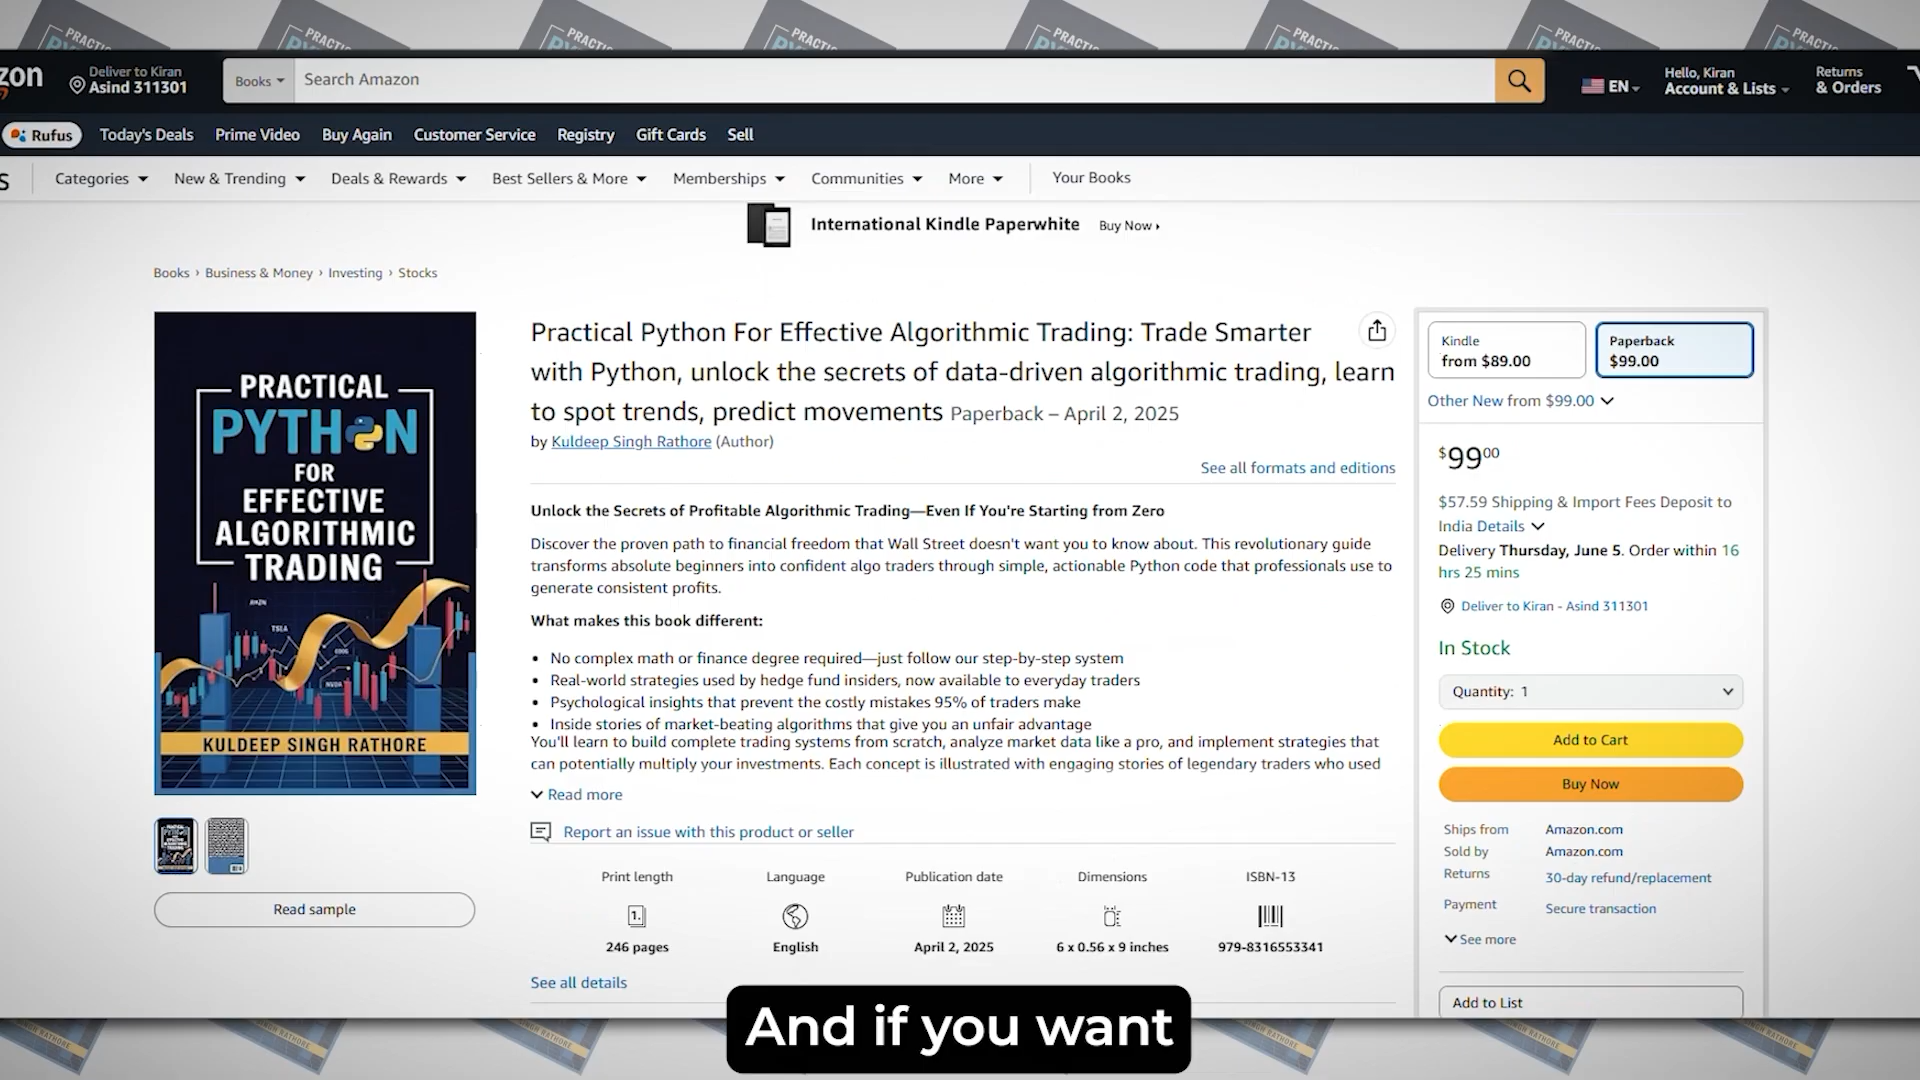 PRACTIC
PRACTIC
PRACTIC
PRACTIC
PRACTIC
PRACTIC
PRACTIC
PRACTIC
zon
Deliver to Kiran
Asind 311301
Books
Search Amazon
EN
Hello, Kiran
Account & Lists
Returns
& Orders
Rufus
Today's Deals
Prime Video
Buy Again
Customer Service
Registry
Gift Cards
Sell
s
Categories
New & Trending
Deals & Rewards
Best Sellers & More
Memberships
Communities
More
Your Books
International Kindle Paperwhite
Buy Now ›
Books › Business & Money › Investing › Stocks
PRACTICAL
PYTHON
FOR
EFFECTIVE
ALGORITHMIC
TRADING
AMZN
TSLA
GOOG
NVDA
KULDEEP SINGH RATHORE
Read sample
Practical Python For Effective Algorithmic Trading: Trade Smarter
with Python, unlock the secrets of data-driven algorithmic trading, learn
to spot trends, predict movements Paperback – April 2, 2025
by Kuldeep Singh Rathore (Author)
See all formats and editions
Unlock the Secrets of Profitable Algorithmic Trading—Even If You're Starting from Zero
Discover the proven path to financial freedom that Wall Street doesn't want you to know about. This revolutionary guide
transforms absolute beginners into confident algo traders through simple, actionable Python code that professionals use to
generate consistent profits.
What makes this book different:
• No complex math or finance degree required—just follow our step-by-step system
• Real-world strategies used by hedge fund insiders, now available to everyday traders
• Psychological insights that prevent the costly mistakes 95% of traders make
• Inside stories of market-beating algorithms that give you an unfair advantage
You'll learn to build complete trading systems from scratch, analyze market data like a pro, and implement strategies that
can potentially multiply your investments. Each concept is illustrated with engaging stories of legendary traders who used
Read more
Report an issue with this product or seller
Print length
1.
246 pages
Language
English
Publication date
April 2, 2025
Dimensions
6 x 0.56 x 9 inches
ISBN-13
979-8316553341
See all details
Kindle
from $89.00
Paperback
$99.00
Other New from $99.00
$9900
$57.59 Shipping & Import Fees Deposit to
India Details
Delivery Thursday, June 5. Order within 16
hrs 25 mins
Deliver to Kiran - Asind 311301
In Stock
Quantity: 1
Add to Cart
Buy Now
Ships from Amazon.com
Sold by Amazon.com
Returns 30-day refund/replacement
Payment Secure transaction
See more
Add to List
And if you want